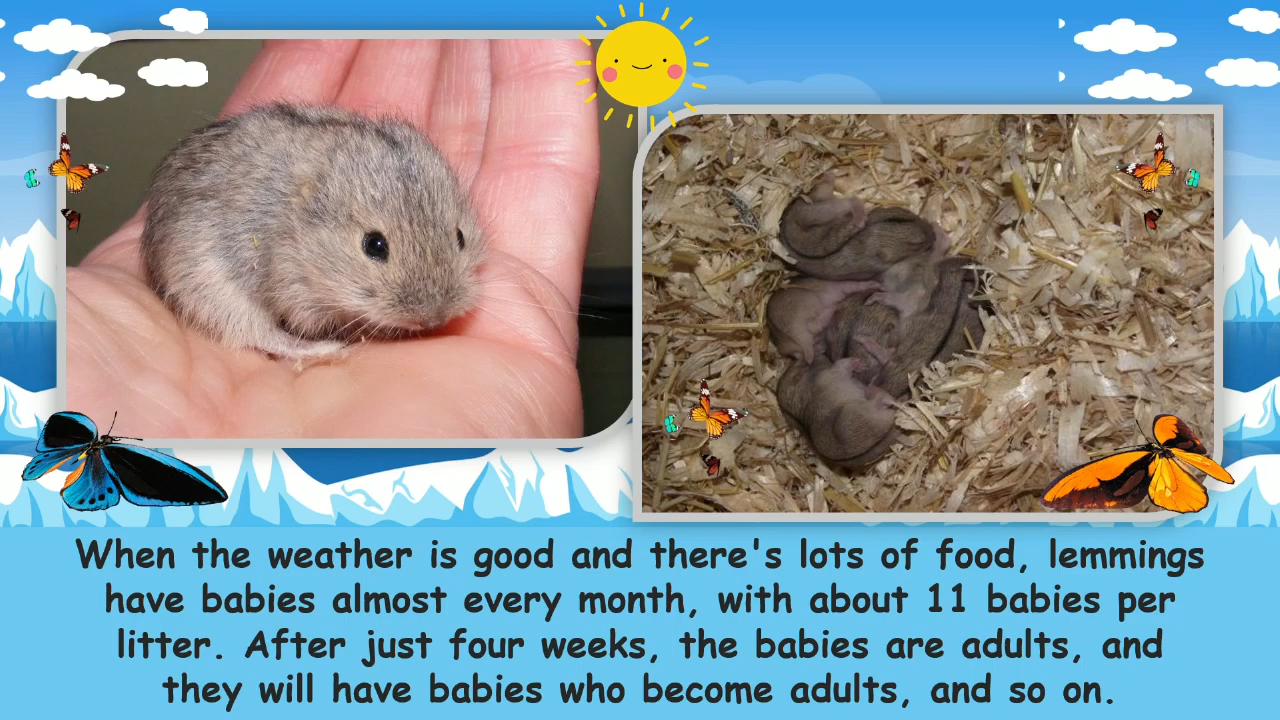 When the weather is good and there's lots of food, lemmings
have babies almost every month, with about 11 babies per
litter. After just four weeks, the babies are adults, and
they will have babies who become adults, and so on.